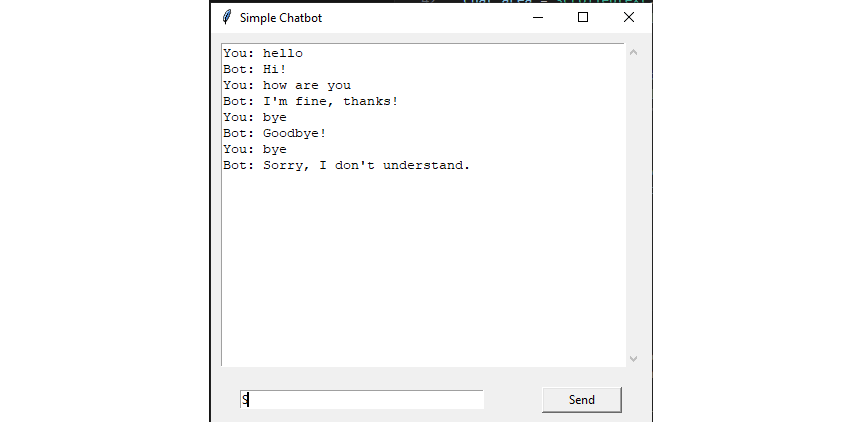 Simple Chatbot
You: hello
Bot: Hi!
You: how are you
Bot: I'm fine, thanks!
You: bye
Bot: Goodbye!
You: bye
Bot: Sorry, I don't understand.
S
Send